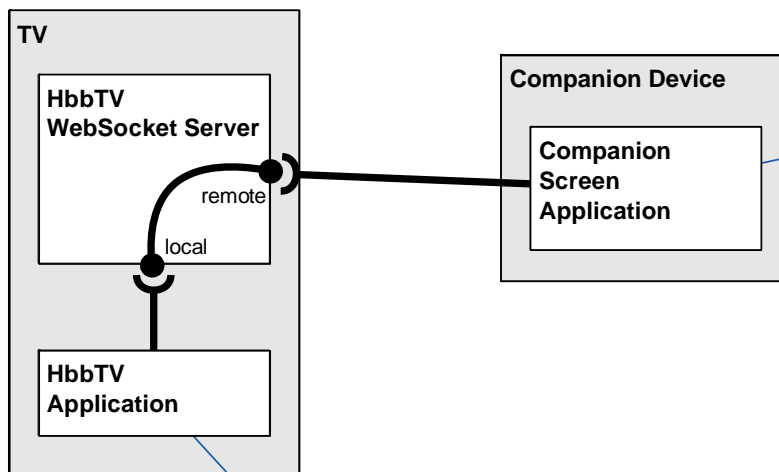 TV
HbbTV
WebSocket Server
remote
local
HbbTV
Application
Companion Device
Companion
Screen
Application